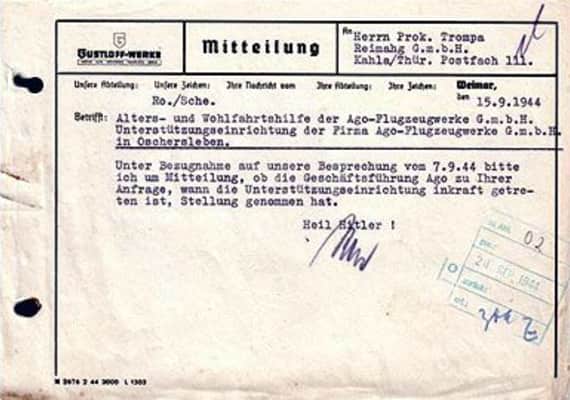 G
GUSTLOFF-WERKE
Mitteilung
An
Herrn Prok. Trompa
Reimahg G.m.b.H.
Kahla/Thür. Postfach 111.
Unsere Abteilung: Unsere Zeichen: Ihre Nachricht vom Ihre Abteilung: Ihre Zeichen: Weimar,
Ro./Sche. den 15.9.1944
Betrifft: Alters- und Wohlfahrtshilfe der Ago-Flugzeugwerke G.m.b.H.
Unterstützungseinrichtung der Firma Ago-Flugzeugwerke G.m.b.H.
in Oschersleben.
Unter Bezugnahme auf unsere Besprechung vom 7.9.44 bitte
ich um Mitteilung, ob die Geschäftsführung Ago zu Ihrer
Anfrage, wann die Unterstützungseinrichtung inkraft getre-
ten ist, Stellung genommen hat.
Heil Hitler !
02
SEP. 1944